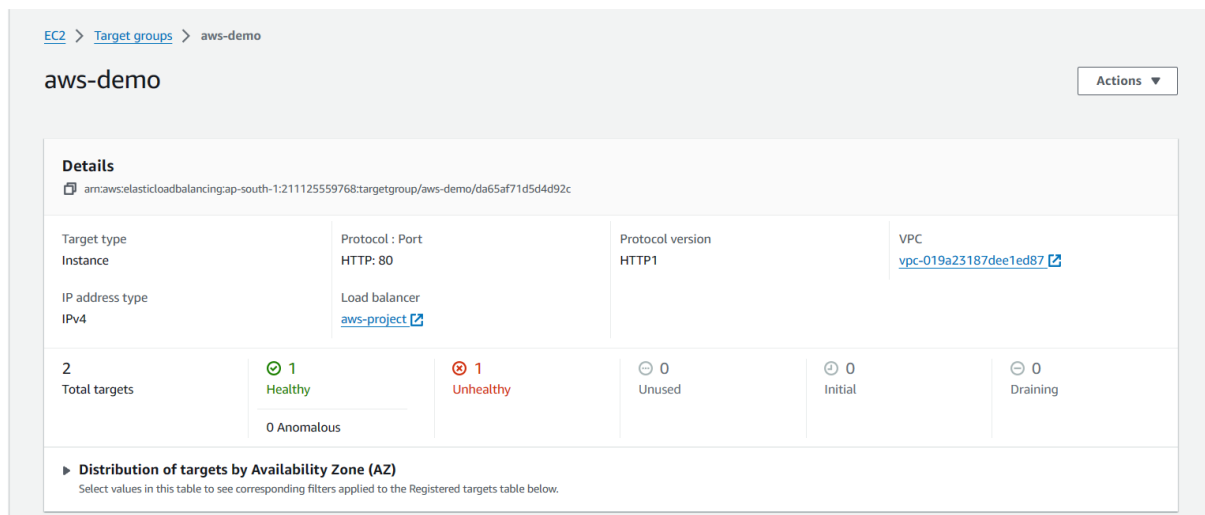 EC2 > Target groups > aws-demo
aws-demo
Actions
Details
arn:aws:elasticloadbalancing:ap-south-1:211125559768:targetgroup/aws-demo/da65af71d5d4d92c
Target type
Instance
Protocol : Port
HTTP: 80
Protocol version
HTTP1
VPC
vpc-019a23187dee1ed87
IP address type
IPv4
Load balancer
aws-project
2
Total targets
1
Healthy
0 Anomalous
1
Unhealthy
0
Unused
0
Initial
0
Draining
Distribution of targets by Availability Zone (AZ)
Select values in this table to see corresponding filters applied to the Registered targets table below.